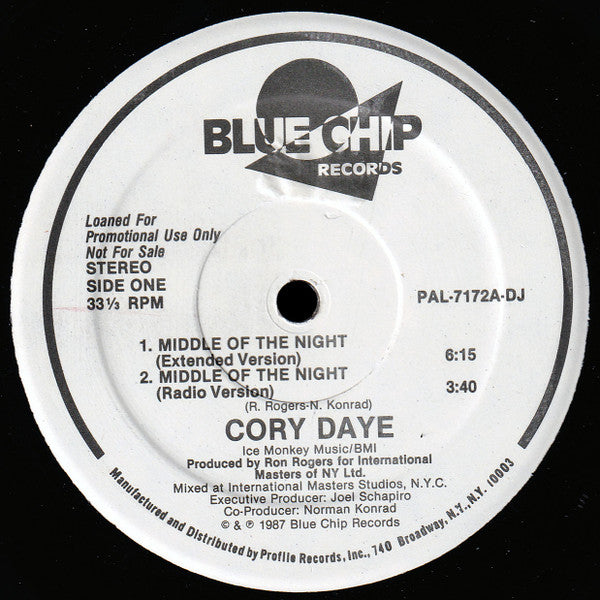 BLUE CHIP
RECORDS
Loaned For
Promotional Use Only
Not For Sale
STEREO
SIDE ONE
33⅓ RPM
PAL-7172A-DJ
1. MIDDLE OF THE NIGHT
(Extended Version) 6:15
2. MIDDLE OF THE NIGHT
(Radio Version) 3:40
(R. Rogers-N. Konrad)
CORY DAYE
Ice Monkey Music/BMI
Produced by Ron Rogers for International
Masters of NY Ltd.
Mixed at International Masters Studios, N.Y.C.
Executive Producer: Joel Schapiro
Co-Producer: Norman Konrad
© & ℗ 1987 Blue Chip Records
Manufactured and Distributed by Profile Records, Inc., 740 Broadway, N.Y., N.Y. 10003